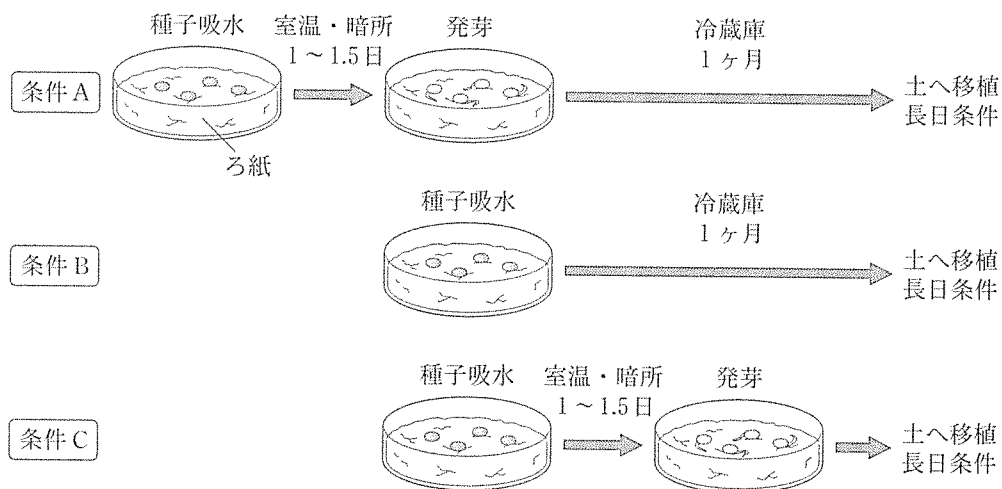 種子吸水
室温・暗所
1〜1.5日
発芽
冷蔵庫
1ヶ月
条件A
土へ移植
長日条件
ろ紙
種子吸水
冷蔵庫
1ヶ月
条件B
土へ移植
長日条件
種子吸水
室温・暗所
1〜1.5日
発芽
条件C
土へ移植
長日条件